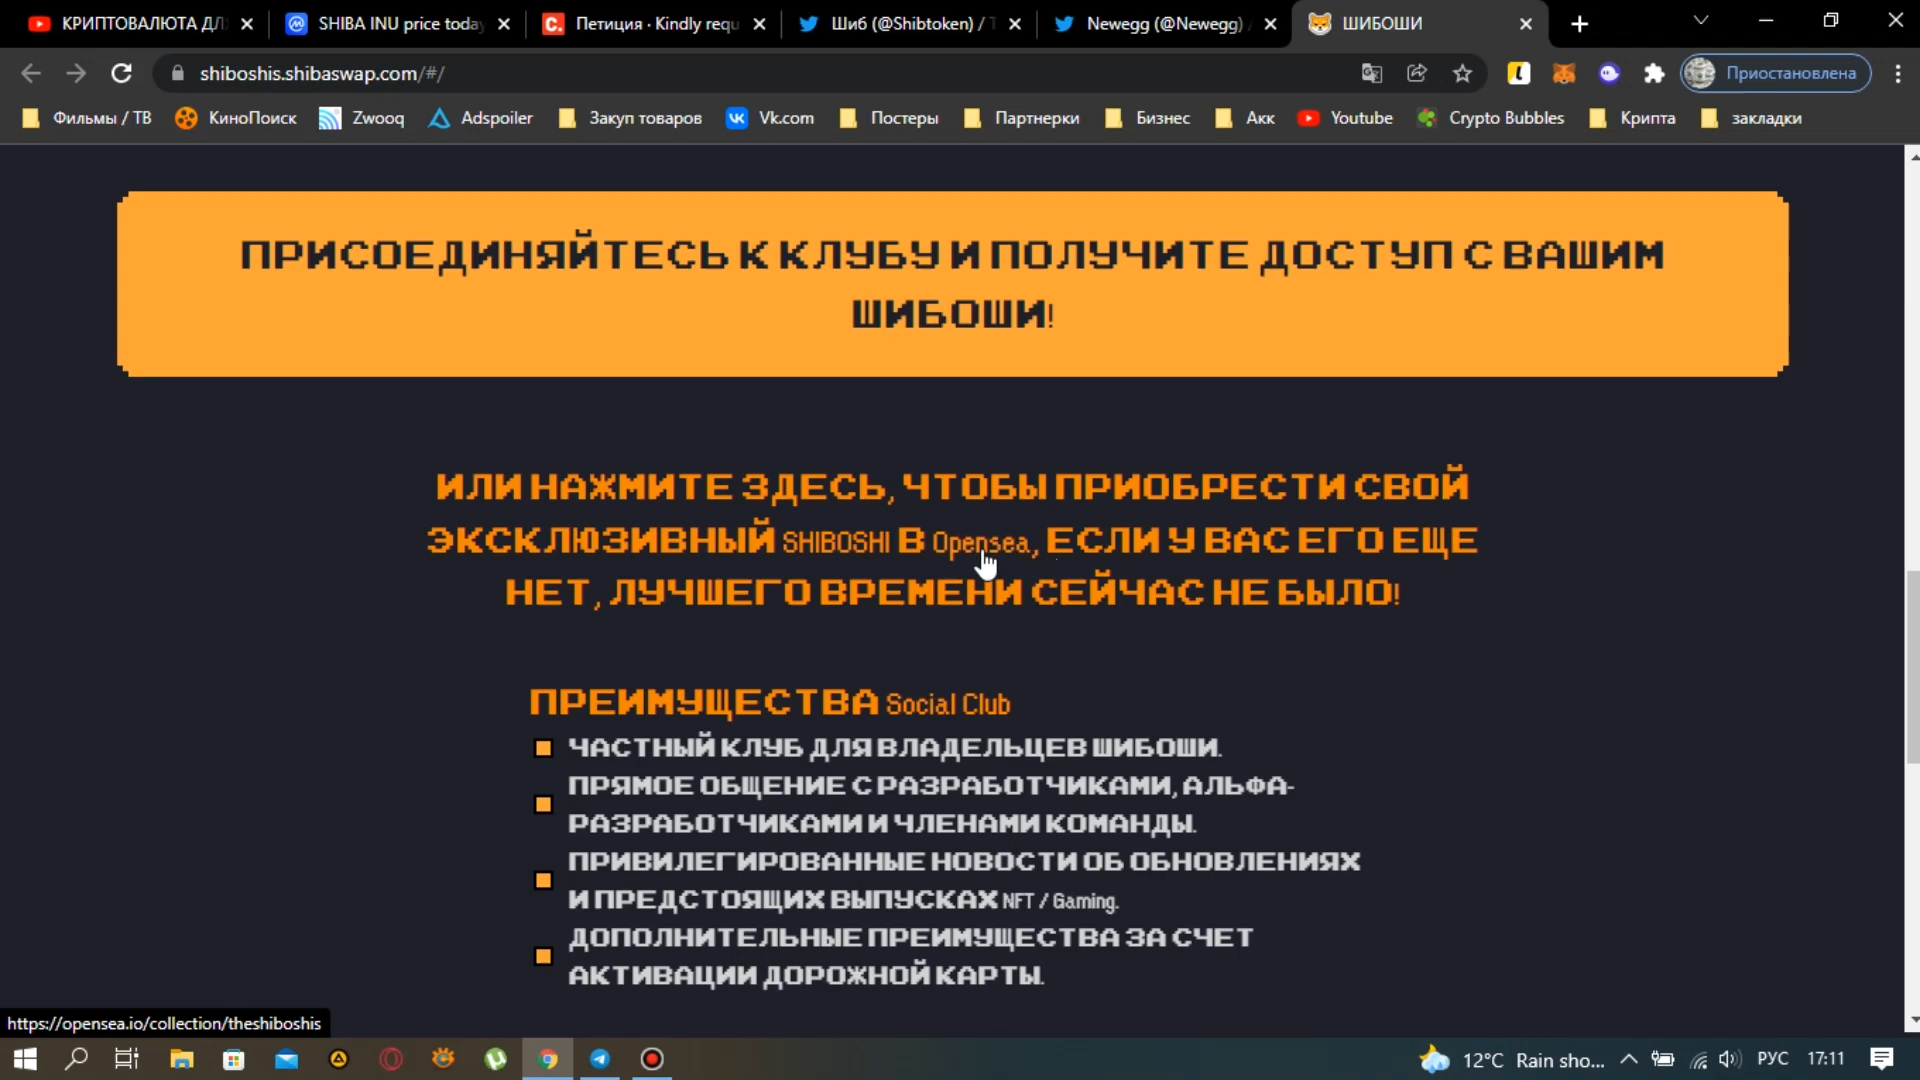 КРИПТОВАЛЮТА ДЛ
SHIBA INU price today
Петиция · Kindly requ
Шиб (@Shibtoken) / Т
Newegg (@Newegg) /
ШИБОШИ
shiboshis.shibaswap.com/#/
Приостановлена
Фильмы / ТВ
КиноПоиск
Zwooq
Adspoiler
Закуп товаров
Vk.com
Постеры
Партнерки
Бизнес
Акк
Youtube
Crypto Bubbles
Крипта
закладки
ПРИСОЕДИНЯЙТЕСЬ К КЛУБУ И ПОЛУЧИТЕ ДОСТУП С ВАШИМ
ШИБОШИ!
ИЛИ НАЖМИТЕ ЗДЕСЬ, ЧТОБЫ ПРИОБРЕСТИ СВОЙ
ЭКСКЛЮЗИВНЫЙ SHIBOSHI В Opensea, ЕСЛИ У ВАС ЕГО ЕЩЕ
НЕТ, ЛУЧШЕГО ВРЕМЕНИ СЕЙЧАС НЕ БЫЛО!
ПРЕИМУЩЕСТВА Social Club
ЧАСТНЫЙ КЛУБ ДЛЯ ВЛАДЕЛЬЦЕВ ШИБОШИ.
ПРЯМОЕ ОБЩЕНИЕ С РАЗРАБОТЧИКАМИ, АЛЬФА-
РАЗРАБОТЧИКАМИ И ЧЛЕНАМИ КОМАНДЫ.
ПРИВИЛЕГИРОВАННЫЕ НОВОСТИ ОБ ОБНОВЛЕНИЯХ
И ПРЕДСТОЯЩИХ ВЫПУСКАХ NFT / Gaming.
ДОПОЛНИТЕЛЬНЫЕ ПРЕИМУЩЕСТВА ЗА СЧЕТ
АКТИВАЦИИ ДОРОЖНОЙ КАРТЫ.
https://opensea.io/collection/theshiboshis
12°C Rain sho...
РУС
17:11